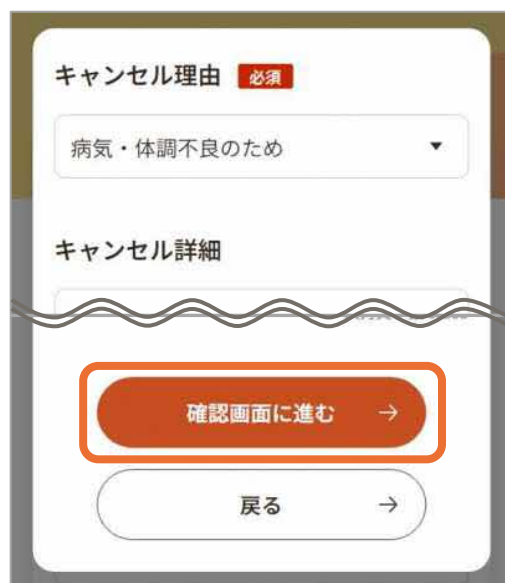 キャンセル理由 必須
病気・体調不良のため
キャンセル詳細
確認画面に進む
戻る